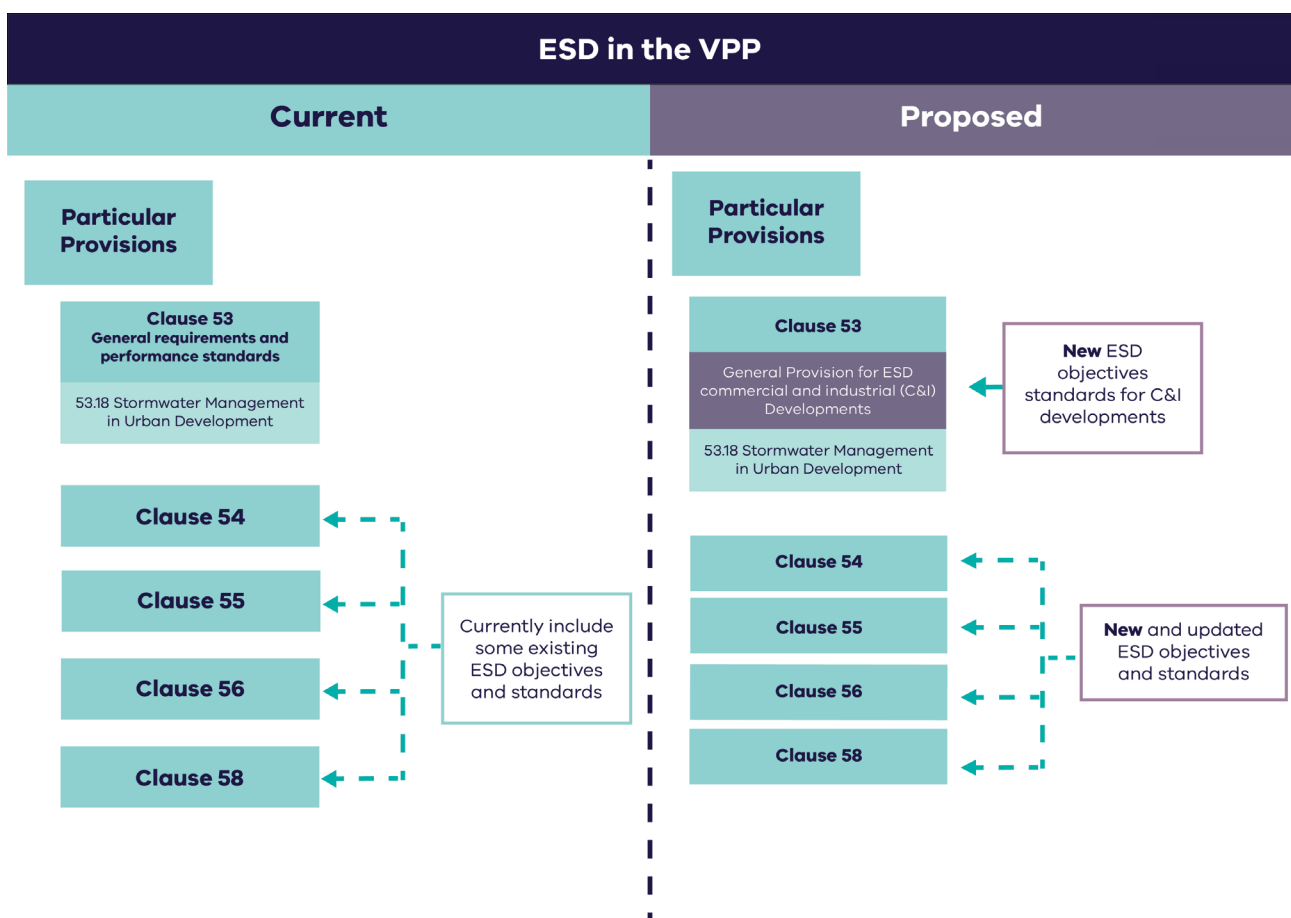 ESD in the VPP
Current
Particular
Provisions
Clause 53
General requirements and
performance standards
53.18 Stormwater Management
in Urban Development
Clause 54
Clause 55
Clause 56
Clause 58
Currently include
some existing
ESD objectives
and standards
Proposed
Particular
Provisions
Clause 53
General Provision for ESD
commercial and industrial (C&I)
Developments
53.18 Stormwater Management
in Urban Development
New ESD
objectives
standards for C&I
developments
Clause 54
Clause 55
Clause 56
Clause 58
New and updated
ESD objectives
and standards